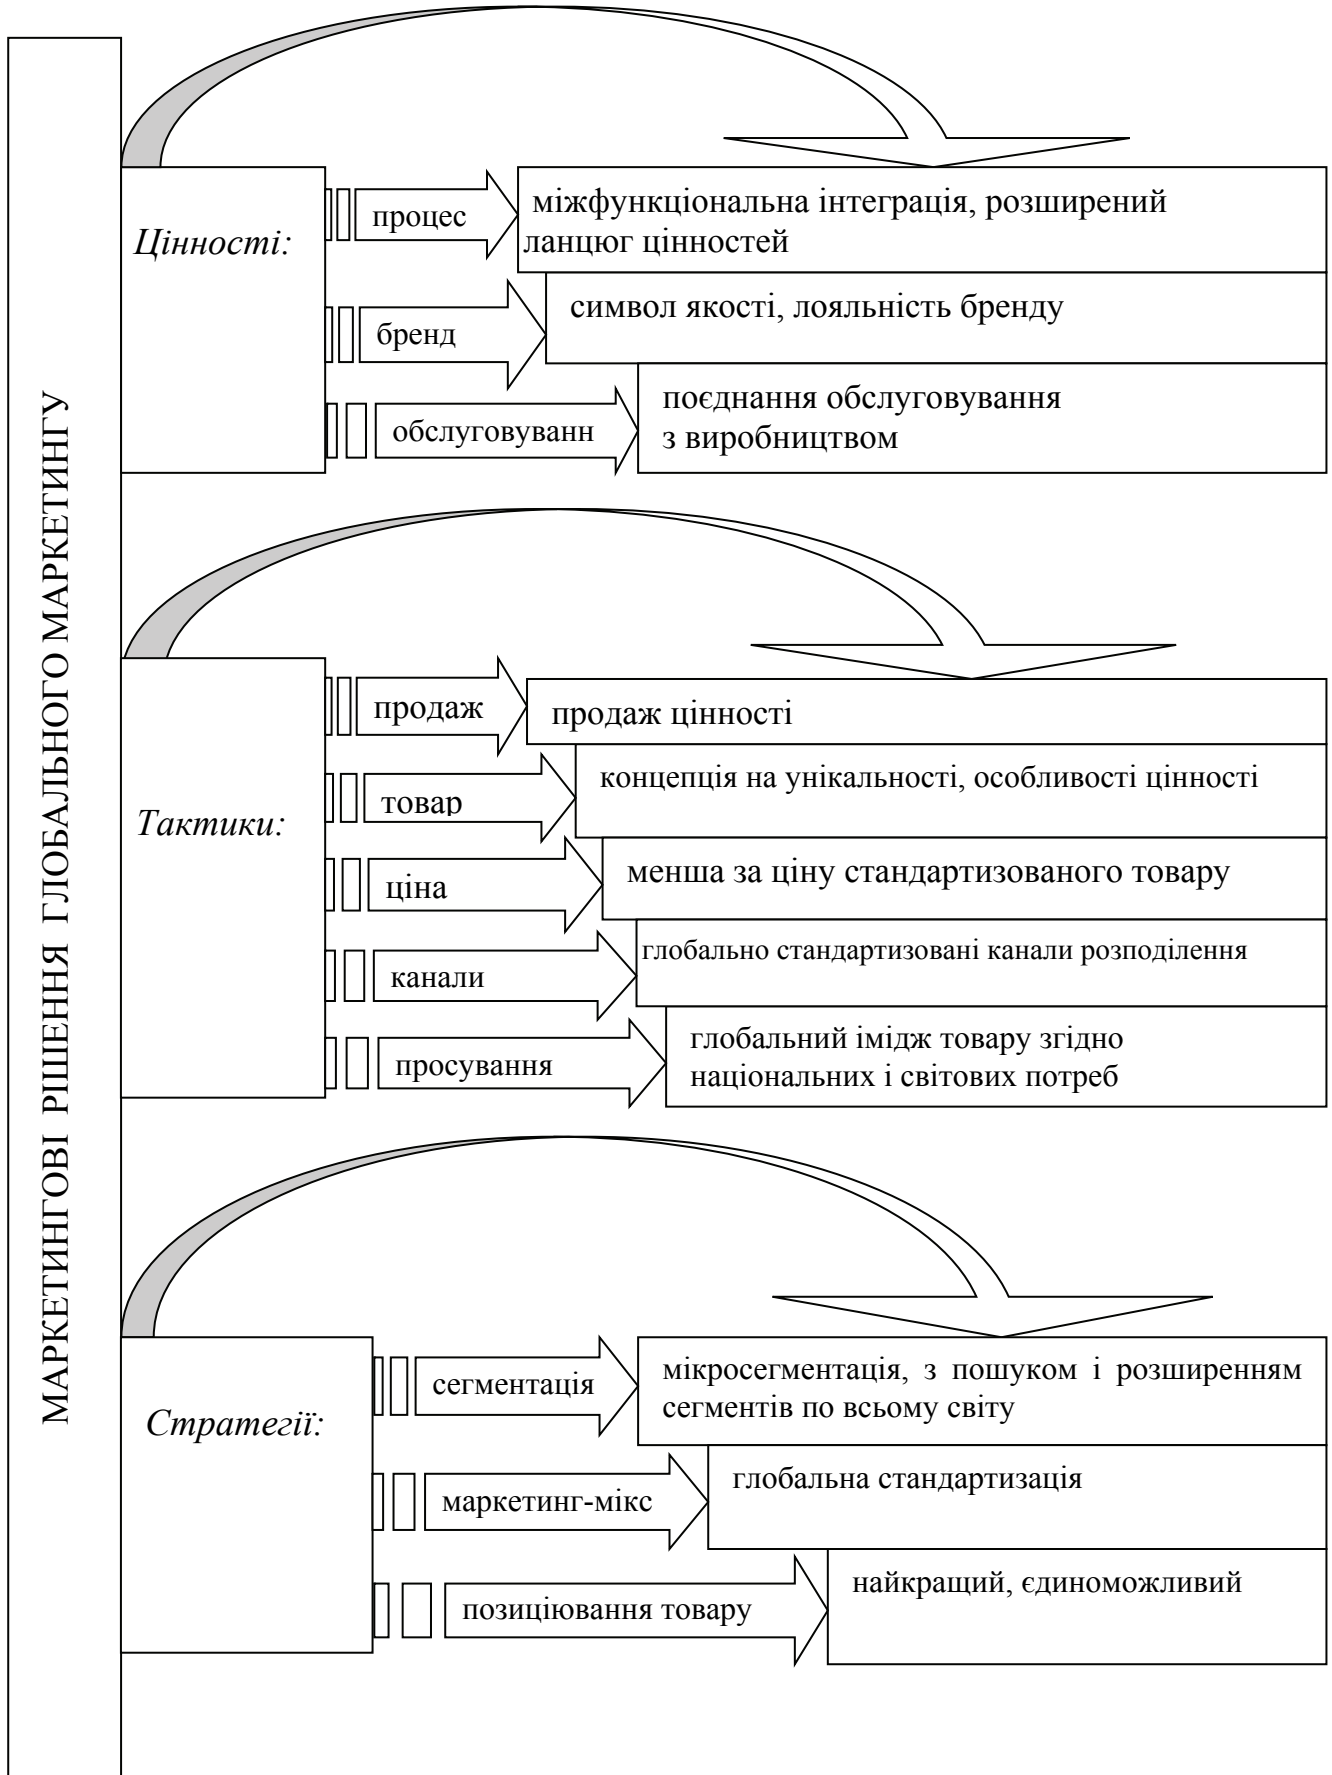 МАРКЕТИНГОВІ РІШЕННЯ ГЛОБАЛЬНОГО МАРКЕТИНГУ
Цінності:
процес
міжфункціональна інтеграція, розширений
ланцюг цінностей
бренд
символ якості, лояльність бренду
обслуговуванн
поєднання обслуговування
з виробництвом
Тактики:
продаж
продаж цінності
товар
концепція на унікальності, особливості цінності
ціна
менша за ціну стандартизованого товару
канали
глобально стандартизовані канали розподілення
просування
глобальний імідж товару згідно
національних і світових потреб
Стратегії:
сегментація
мікросегментація, з пошуком і розширенням
сегментів по всьому світу
маркетинг-мікс
глобальна стандартизація
позиціювання товару
найкращий, єдиноможливий